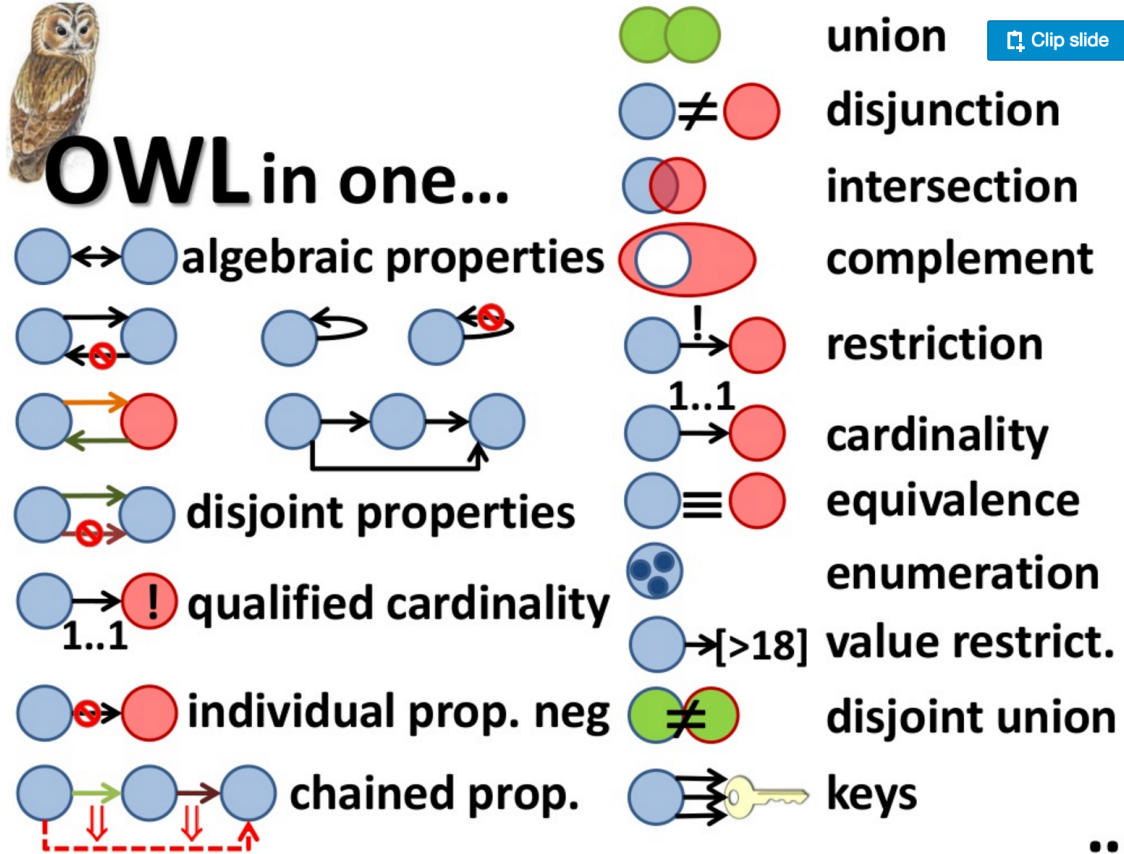 OWL in one...
algebraic properties
disjoint properties
!
1..1
qualified cardinality
individual prop. neg
chained prop.
union
Clip slide
≠
disjunction
intersection
complement
!
restriction
1..1
cardinality
≡
equivalence
enumeration
[>18]
value restrict.
≠
disjoint union
keys
..